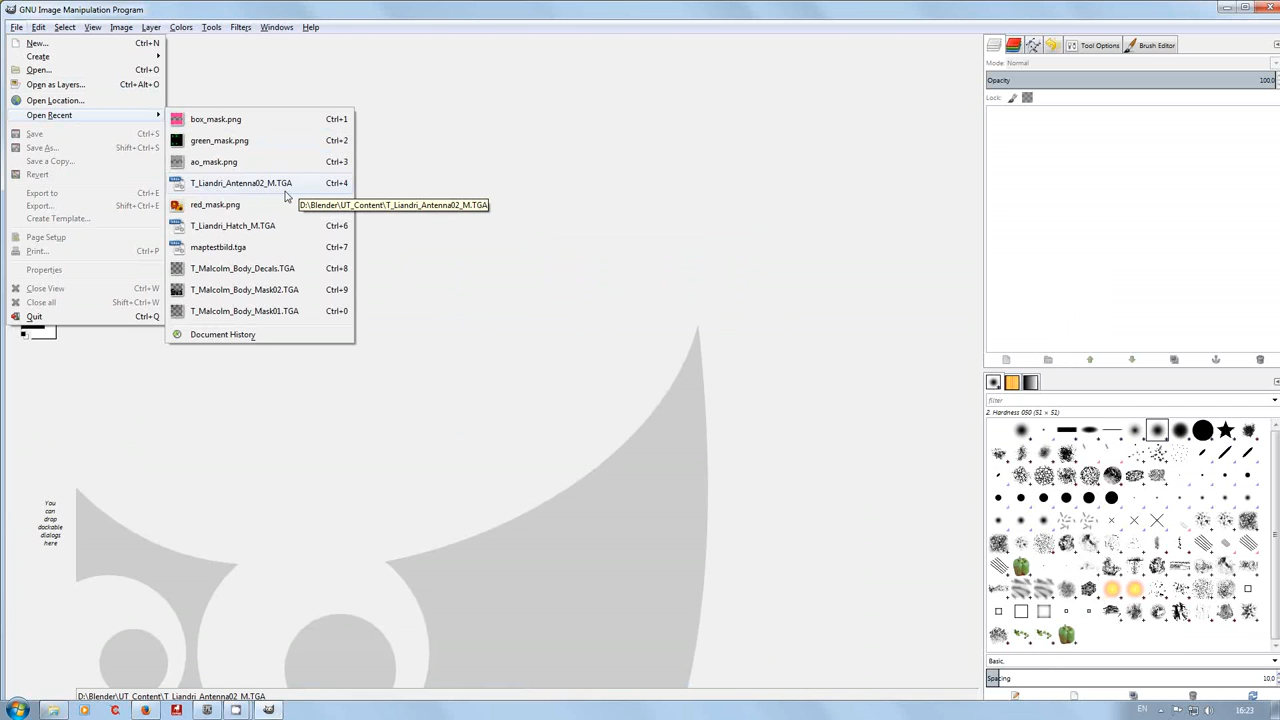 GNU Image Manipulation Program
File Edit Select View Image Layer Colors Tools Filters Windows Help
New... Ctrl+N
Create
Open... Ctrl+O
Open as Layers... Ctrl+Alt+O
Open Location...
Open Recent
Save Ctrl+S
Save As... Shift+Ctrl+S
Save a Copy...
Revert
Export to Ctrl+E
Export... Shift+Ctrl+E
Create Template...
Page Setup
Print... Ctrl+P
Properties
Close View Ctrl+W
Close all Shift+Ctrl+W
Quit Ctrl+Q
box_mask.png Ctrl+1
green_mask.png Ctrl+2
ao_mask.png Ctrl+3
T_Liandri_Antenna02_M.TGA Ctrl+4
red_mask.png
D:\Blender\UT_Content\T_Liandri_Antenna02_M.TGA
T_Liandri_Hatch_M.TGA Ctrl+6
maptestbild.tga Ctrl+7
T_Malcolm_Body_Decals.TGA Ctrl+8
T_Malcolm_Body_Mask02.TGA Ctrl+9
T_Malcolm_Body_Mask01.TGA Ctrl+0
Document History
You
can
drop
dockable
dialogs
here
Tool Options Brush Editor
Mode: Normal
Opacity 100.0
Lock:
filter
2. Hardness 050 (51 × 51)
Basic,
Spacing 10.0
D:\Blender\UT_Content\T_Liandri_Antenna02_M.TGA
EN 16:23